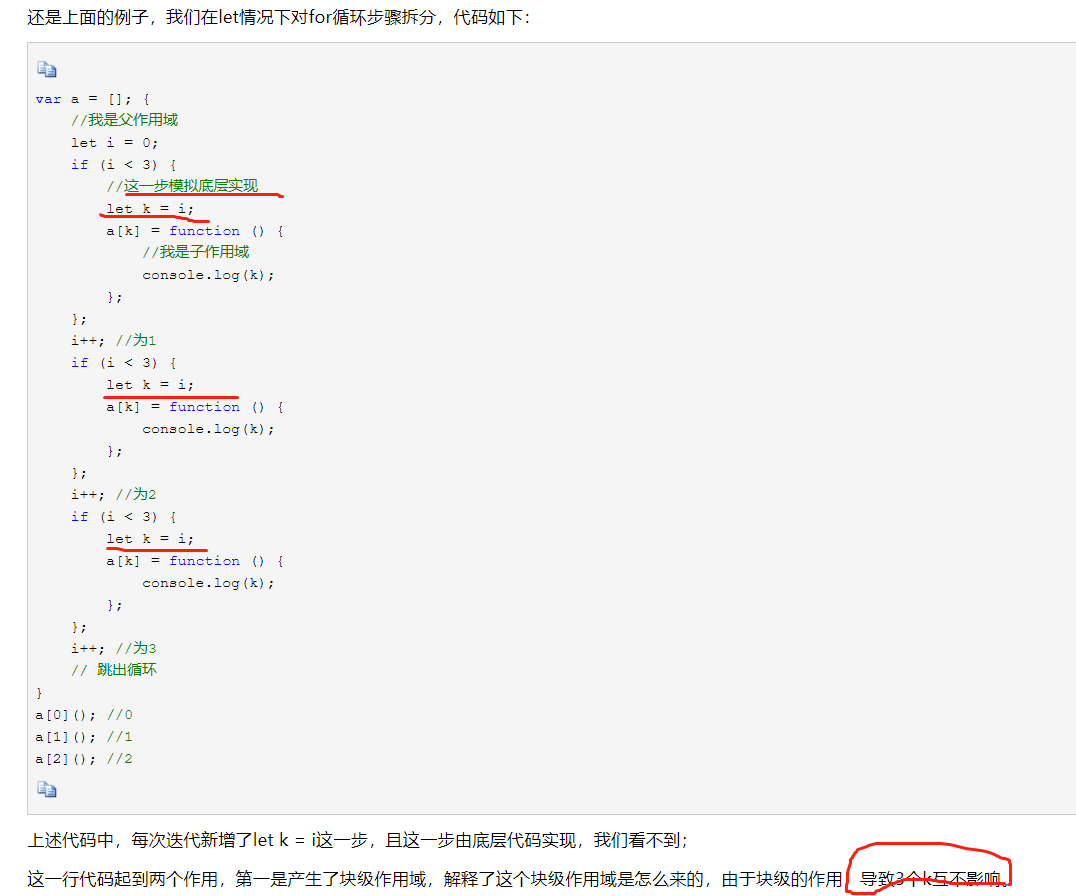 还是上面的例子，我们在let情况下对for循环步骤拆分，代码如下：
var a = []; {
    //我是父作用域
    let i = 0;
    if (i < 3) {
        //这一步模拟底层实现
        let k = i;
        a[k] = function () {
            //我是子作用域
            console.log(k);
        };
    };
    i++; //为1
    if (i < 3) {
        let k = i;
        a[k] = function () {
            console.log(k);
        };
    };
    i++; //为2
    if (i < 3) {
        let k = i;
        a[k] = function () {
            console.log(k);
        };
    };
    i++; //为3
    // 跳出循环
}
a[0](); //0
a[1](); //1
a[2](); //2
上述代码中，每次迭代新增了let k = i这一步，且这一步由底层代码实现，我们看不到；
这一行代码起到两个作用，第一是产生了块级作用域，解释了这个块级作用域是怎么来的，由于块级的作用，导致3个k互不影响。